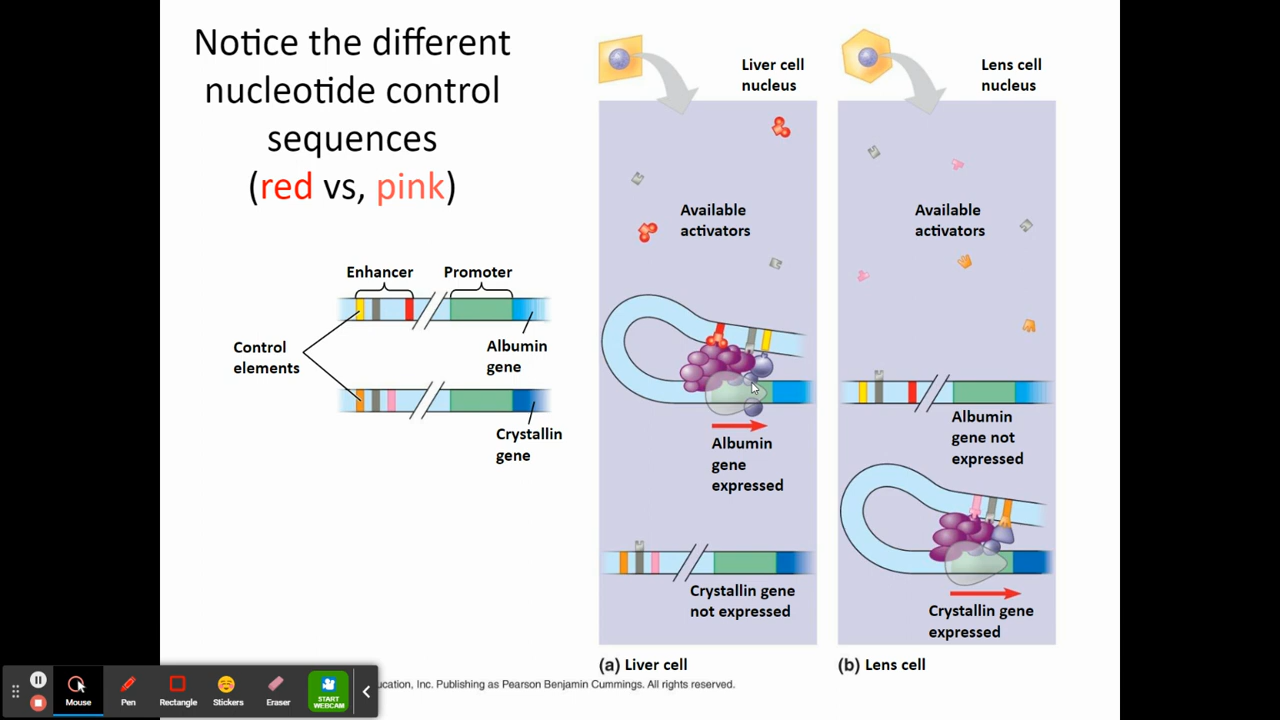 Notice the different
nucleotide control
sequences
(red vs, pink)
Enhancer
Promoter
Control
elements
Albumin
gene
Crystallin
gene
Liver cell
nucleus
Available
activators
Albumin
gene
expressed
Crystallin gene
not expressed
(a) Liver cell
Lens cell
nucleus
Available
activators
Albumin
gene not
expressed
Crystallin gene
expressed
(b) Lens cell
ucation, Inc. Publishing as Pearson Benjamin Cummings. All rights reserved.
Mouse
Pen
Rectangle
Stickers
Eraser
START
WEBCAM